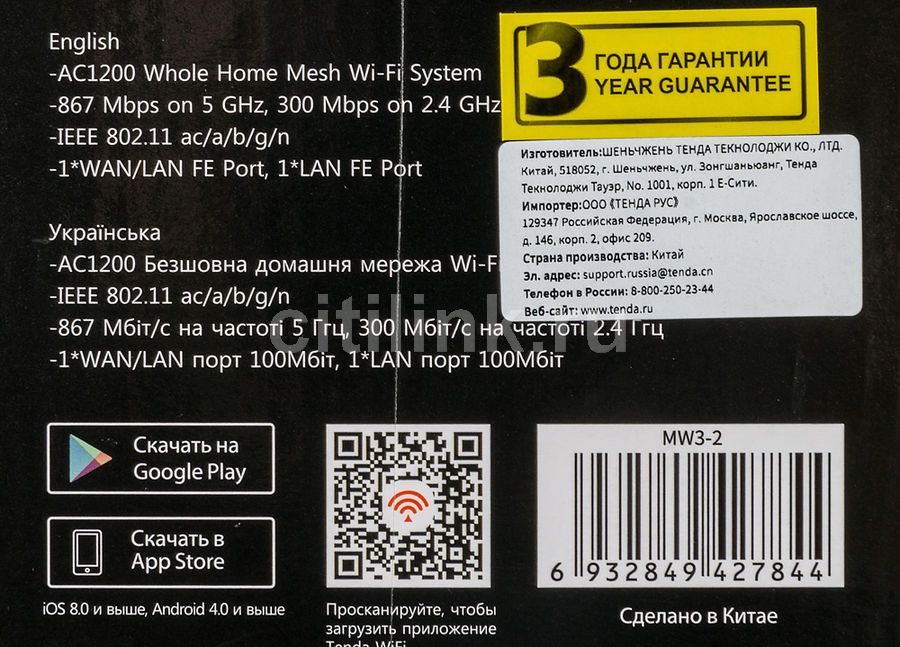 English
-AC1200 Whole Home Mesh Wi-Fi System
-867 Mbps on 5 GHz, 300 Mbps on 2.4 GHz
-IEEE 802.11 ac/a/b/g/n
-1*WAN/LAN FE Port, 1*LAN FE Port
3 ГОДА ГАРАНТИИ
YEAR GUARANTEE
Изготовитель:ШЕНЬЧЖЕНЬ ТЕНДА ТЕКНОЛОДЖИ КО., ЛТД.
Китай, 518052, г. Шеньчжень, ул. Зонгшаньюанг, Тенда
Текнолоджи Тауэр, No. 1001, корп. 1 Е-Сити.
Импортер:ООО《ТЕНДА РУС》
129347 Российская Федерация, г. Москва, Ярославское шоссе,
д. 146, корп. 2, офис 209.
Страна производства: Китай
Эл. адрес: support.russia@tenda.cn
Телефон в России: 8-800-250-23-44
Веб-сайт: www.tenda.ru
Українська
-AC1200 Безшовна домашня мережа Wi-Fi
-IEEE 802.11 ac/a/b/g/n
-867 Мбіт/с на частоті 5 Ггц, 300 Мбіт/с на частоті 2.4 Ггц
-1*WAN/LAN порт 100Мбіт, 1*LAN порт 100Мбіт
citilink.ru
Скачать на
Google Play
Скачать в
App Store
iOS 8.0 и выше, Android 4.0 и выше
Просканируйте, чтобы
загрузить приложение
Tenda WiFi
MW3-2
6 932849 427844
Сделано в Китае